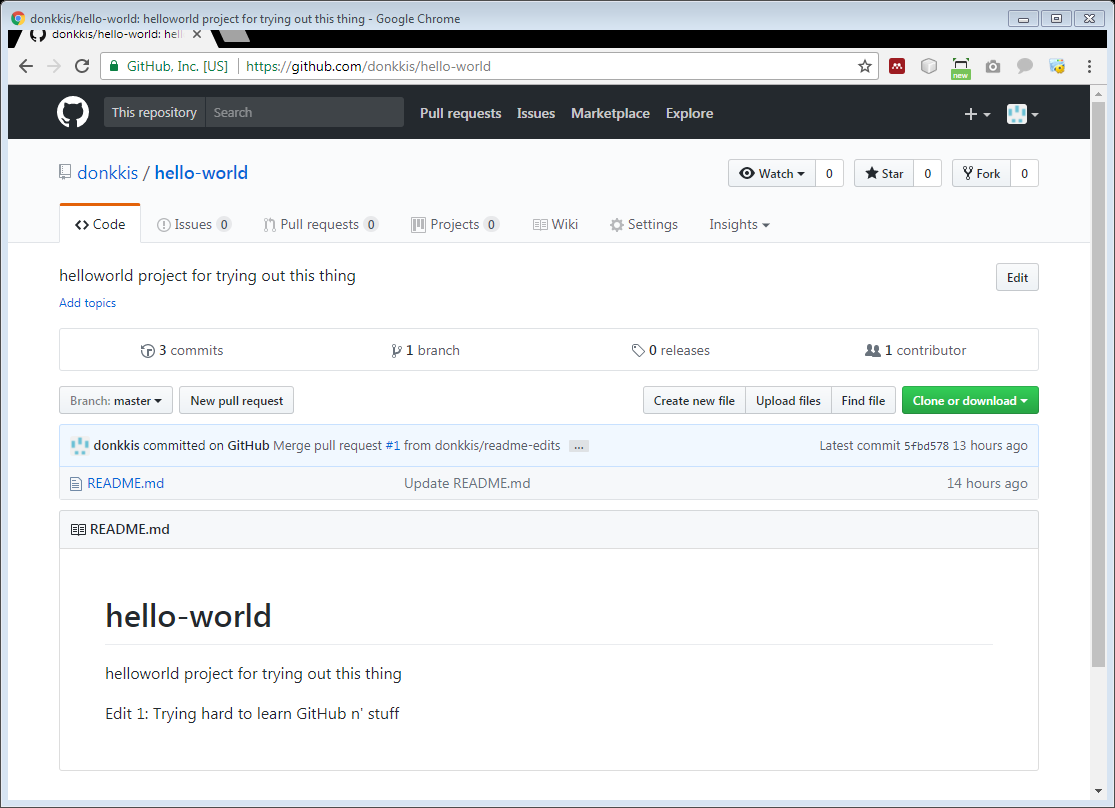 donkkis/hello-world: helloworld project for trying out this thing - Google Chrome
donkkis/hello-world: hell
GitHub, Inc. [US] https://github.com/donkkis/hello-world
new
This repository Search Pull requests Issues Marketplace Explore
donkkis / hello-world Watch 0 Star 0 Fork 0
Code Issues 0 Pull requests 0 Projects 0 Wiki Settings Insights
helloworld project for trying out this thing Edit
Add topics
3 commits 1 branch 0 releases 1 contributor
Branch: master New pull request Create new file Upload files Find file Clone or download
donkkis committed on GitHub Merge pull request #1 from donkkis/readme-edits ... Latest commit 5fbd578 13 hours ago
README.md Update README.md 14 hours ago
README.md
hello-world
helloworld project for trying out this thing
Edit 1: Trying hard to learn GitHub n' stuff